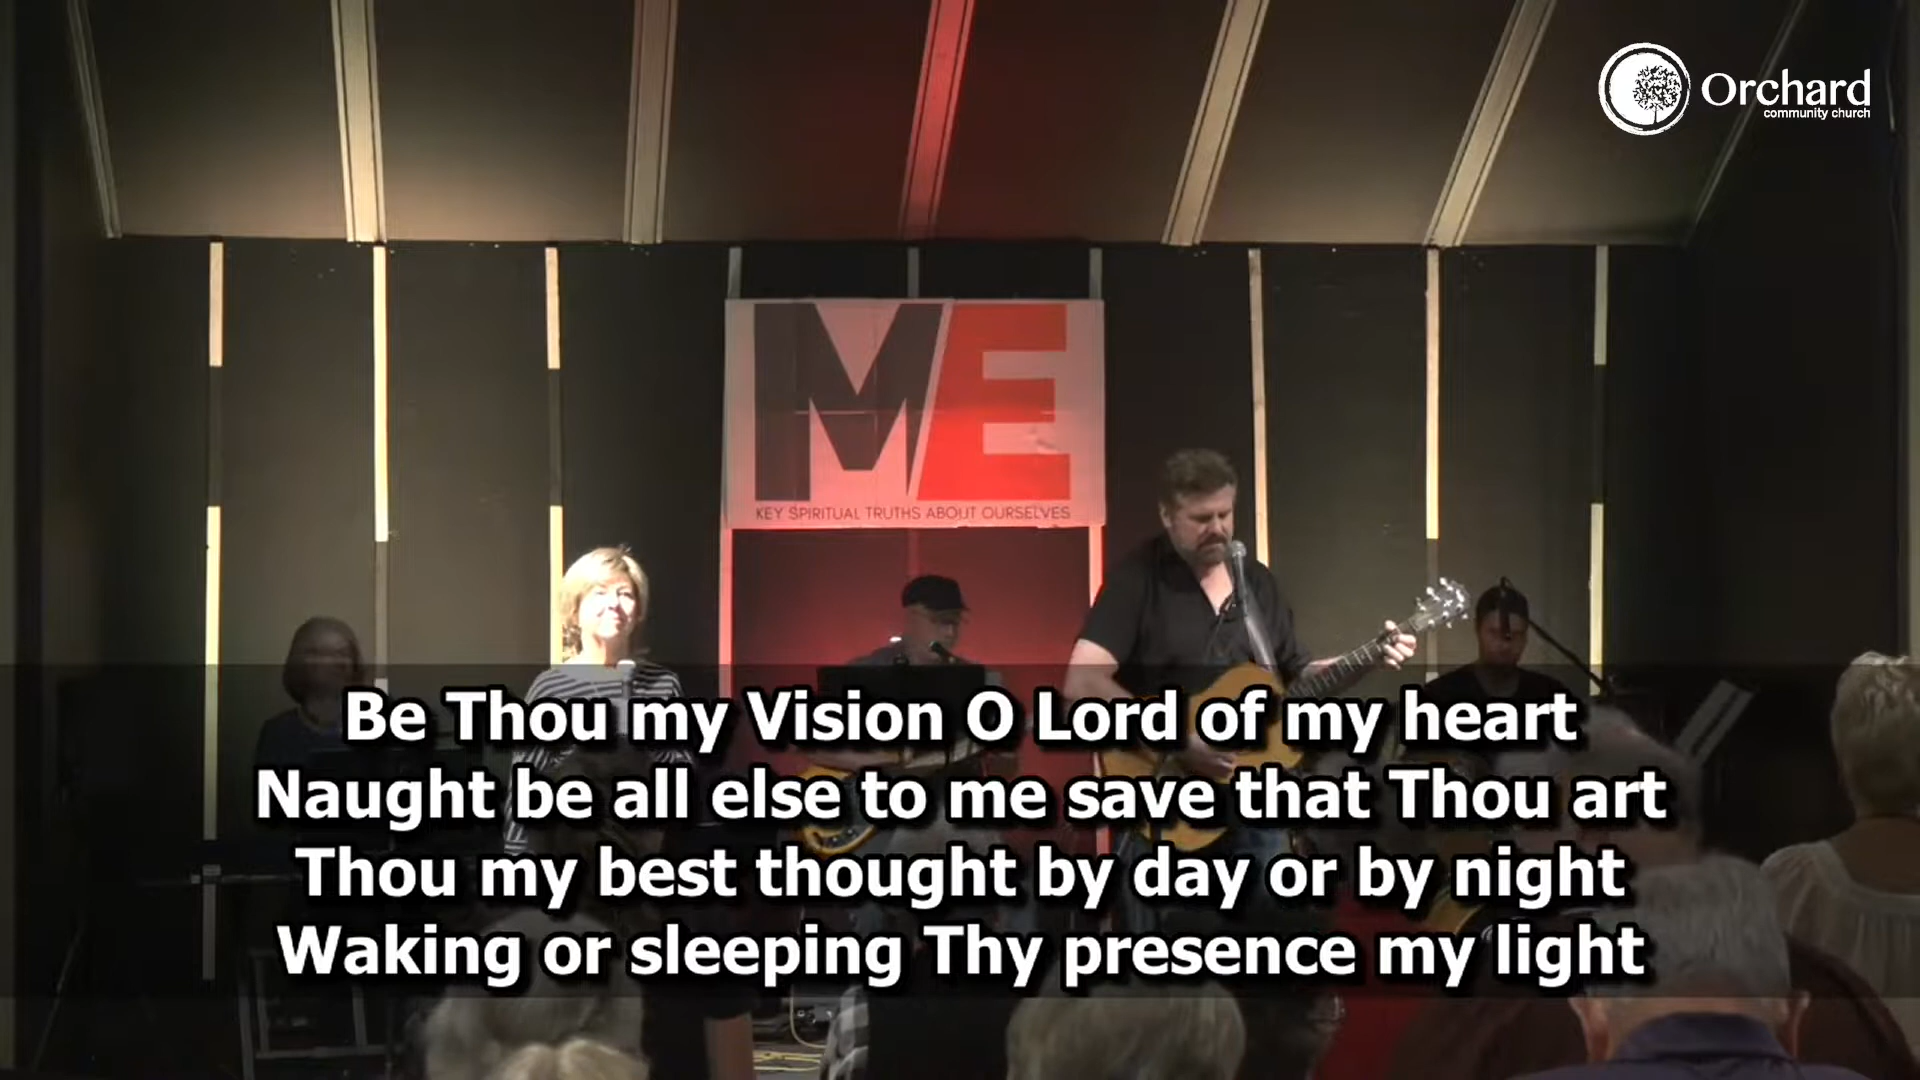 Orchard
community church
ME
KEY SPIRITUAL TRUTHS ABOUT OURSELVES
Be Thou my Vision O Lord of my heart
Naught be all else to me save that Thou art
Thou my best thought by day or by night
Waking or sleeping Thy presence my light